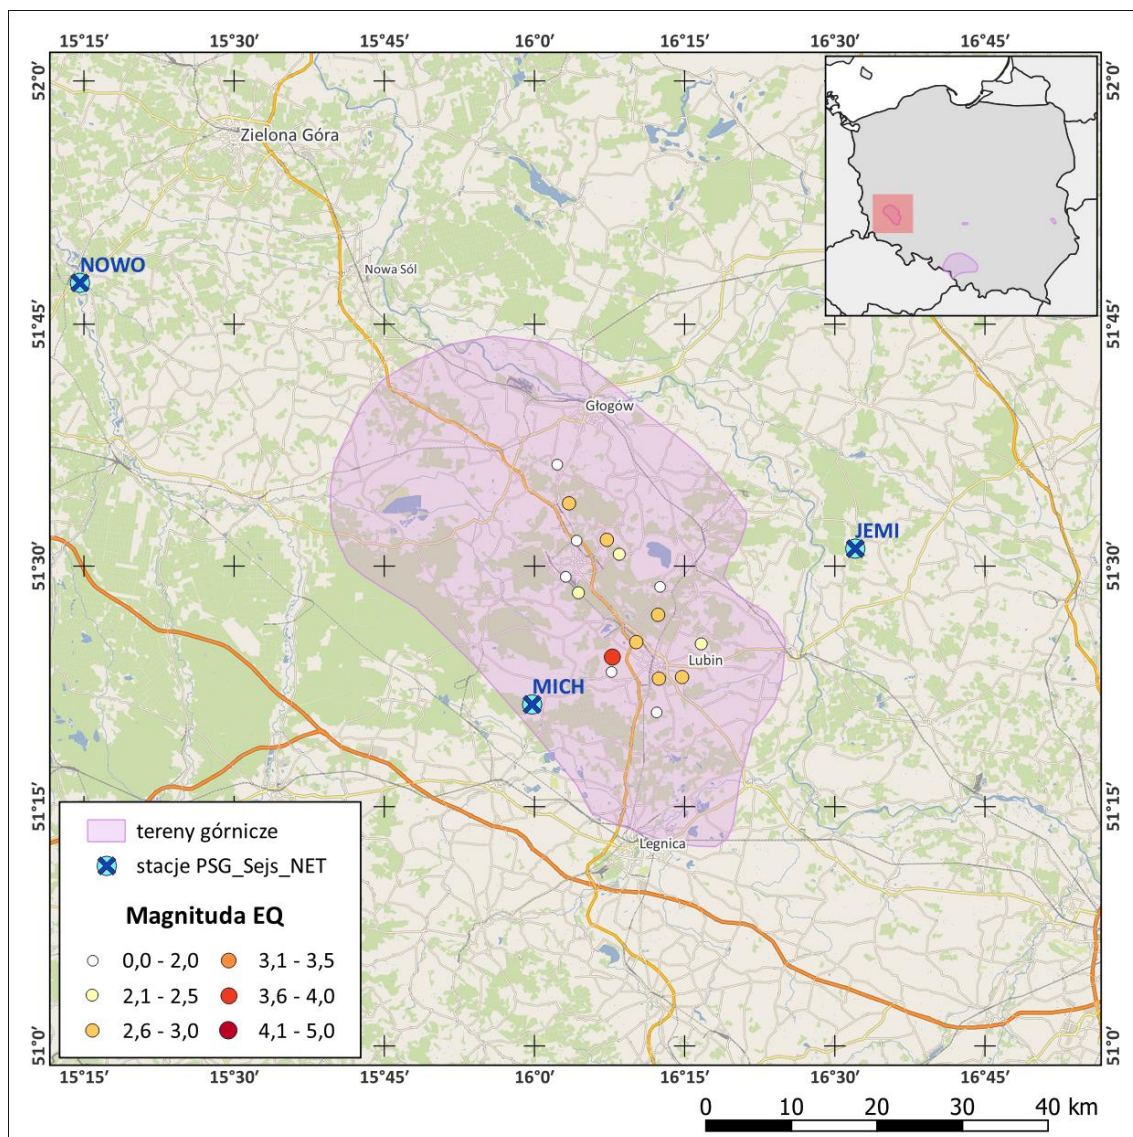 15°15′ 15°30′ 15°45′ 16°0′ 16°15′ 16°30′ 16°45′
52°0′ 52°0′
Zielona Góra
NOWO
Nowa Sól
51°45′ 51°45′
Głogów
JEMI
51°30′ 51°30′
Lubin
MICH
51°15′ 51°15′
tereny górnicze
Legnica
stacje PSG_Sejs_NET
Magnituda EQ
0,0 - 2,0 3,1 - 3,5
2,1 - 2,5 3,6 - 4,0
2,6 - 3,0 4,1 - 5,0
51°0′ 51°0′
15°15′ 15°30′ 15°45′ 16°0′ 16°15′ 16°30′ 16°45′
0 10 20 30 40 km